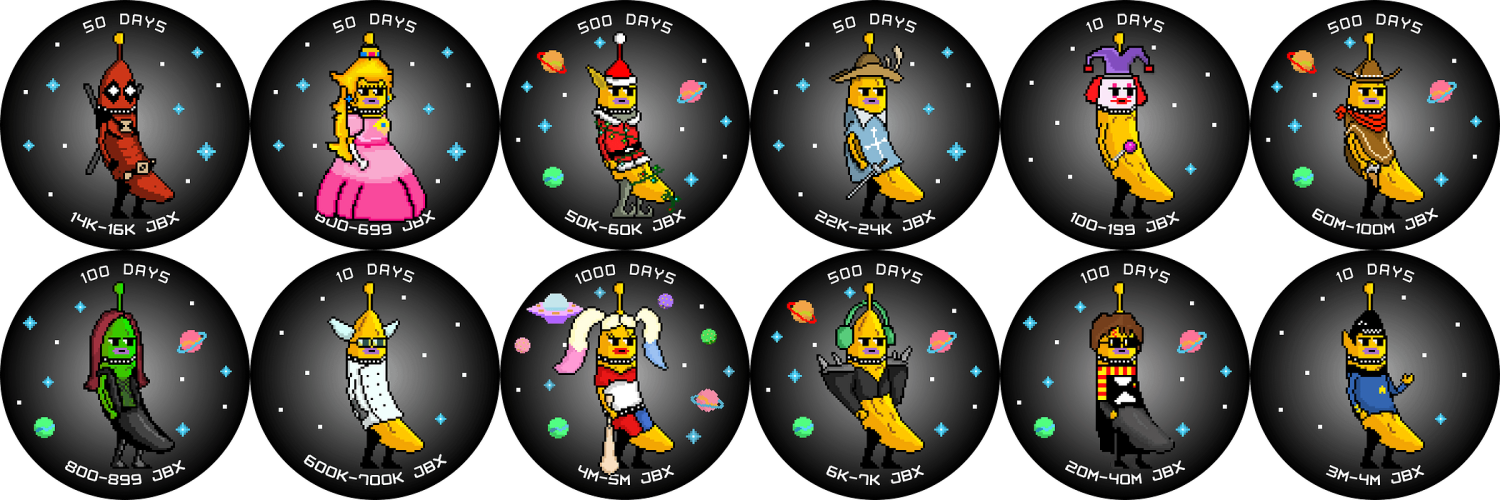 50 DAYS
14K-16K JBX
50 DAYS
600-699 JBX
500 DAYS
50K-60K JBX
50 DAYS
22K-24K JBX
10 DAYS
100-199 JBX
500 DAYS
60M-100M JBX
100 DAYS
800-899 JBX
10 DAYS
600K-700K JBX
1000 DAYS
4M-5M JBX
500 DAYS
6K-7K JBX
100 DAYS
20M-40M JBX
10 DAYS
3M-4M JBX